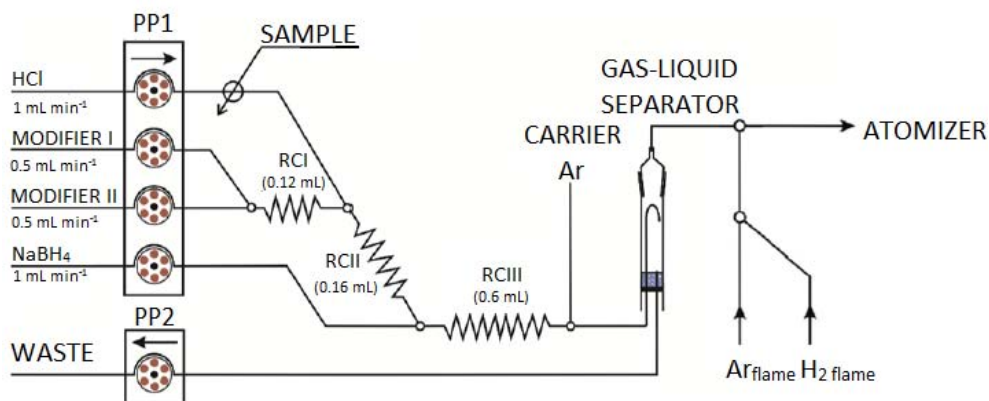 PP1
SAMPLE
HCl
1 mL min⁻¹
MODIFIER I
0.5 mL min⁻¹
MODIFIER II
0.5 mL min⁻¹
NaBH₄
1 mL min⁻¹
RCI
(0.12 mL)
RCII
(0.16 mL)
RCIII
(0.6 mL)
CARRIER
Ar
GAS-LIQUID
SEPARATOR
ATOMIZER
PP2
WASTE
Ar_flame H₂ flame